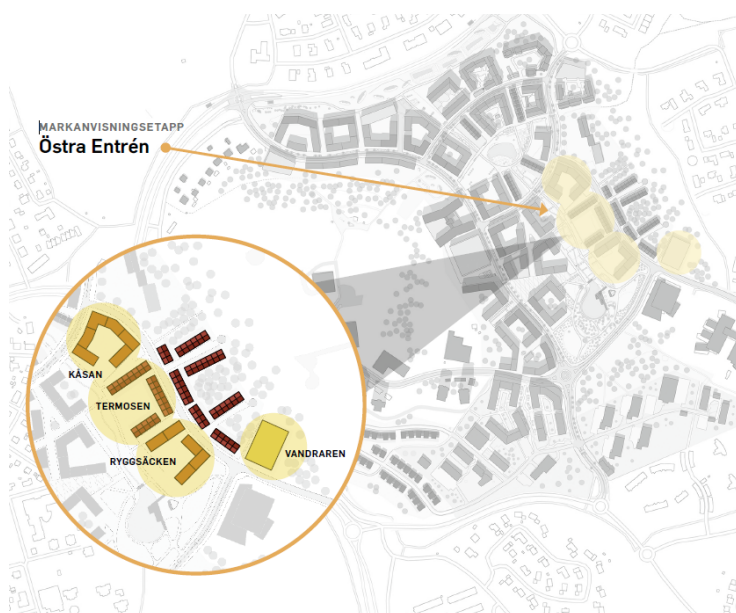 MARKANVISNINGSETAPP
Östra Entrén
KÅSAN
TERMOSEN
RYGGSÄCKEN
VANDRAREN